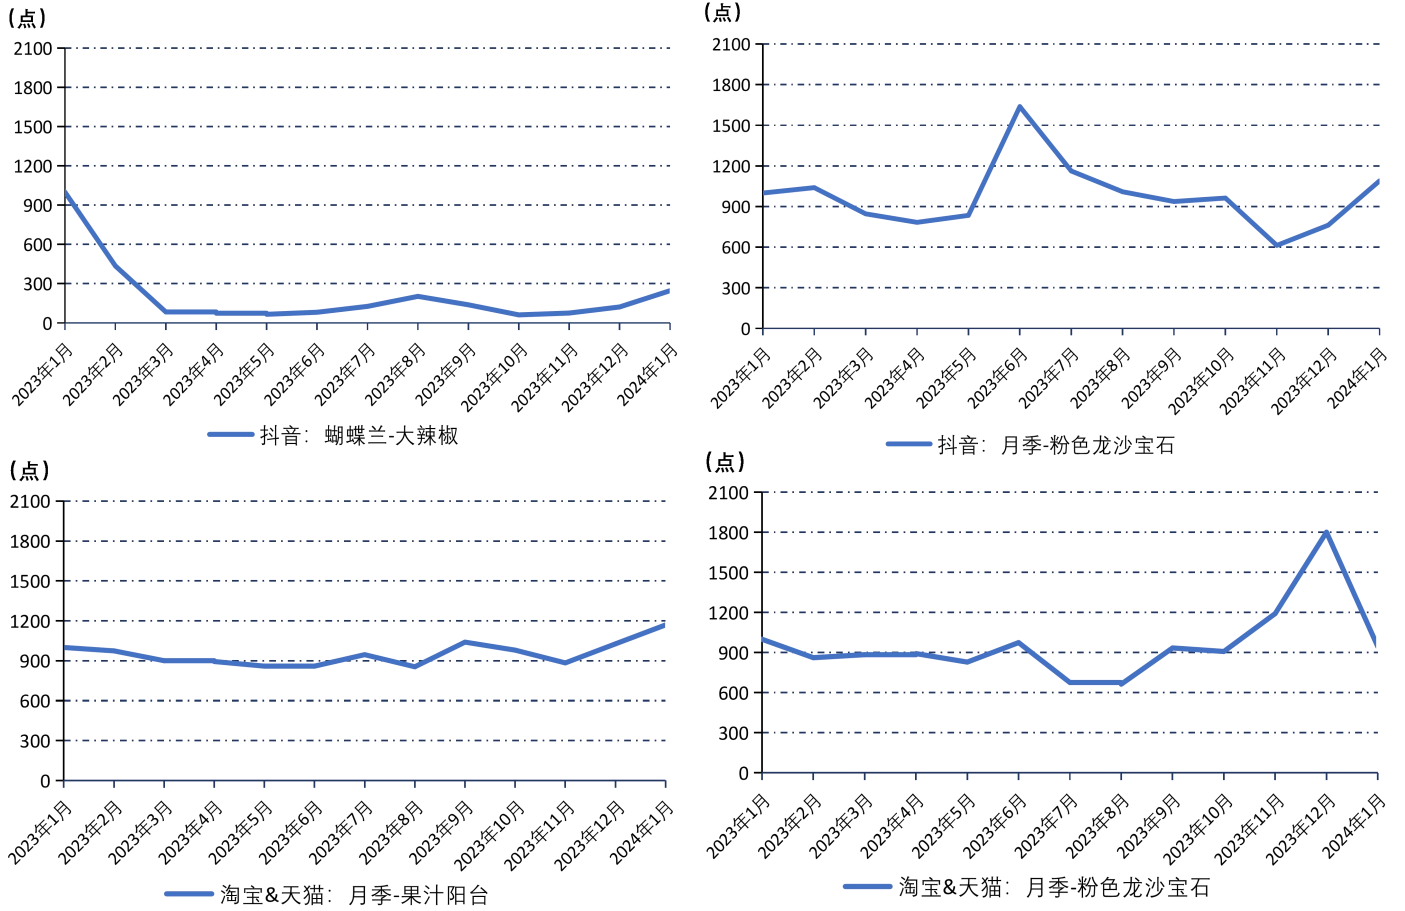 (点)
2100
1800
1500
1200
900
600
300
0
2023年1月
2023年2月
2023年3月
2023年4月
2023年5月
2023年6月
2023年7月
2023年8月
2023年9月
2023年10月
2023年11月
2023年12月
2024年1月
抖音：蝴蝶兰-大辣椒
(点)
2100
1800
1500
1200
900
600
300
0
2023年1月
2023年2月
2023年3月
2023年4月
2023年5月
2023年6月
2023年7月
2023年8月
2023年9月
2023年10月
2023年11月
2023年12月
2024年1月
抖音：月季-粉色龙沙宝石
(点)
2100
1800
1500
1200
900
600
300
0
2023年1月
2023年2月
2023年3月
2023年4月
2023年5月
2023年6月
2023年7月
2023年8月
2023年9月
2023年10月
2023年11月
2023年12月
2024年1月
淘宝&天猫：月季-果汁阳台
(点)
2100
1800
1500
1200
900
600
300
0
2023年1月
2023年2月
2023年3月
2023年4月
2023年5月
2023年6月
2023年7月
2023年8月
2023年9月
2023年10月
2023年11月
2023年12月
2024年1月
淘宝&天猫：月季-粉色龙沙宝石